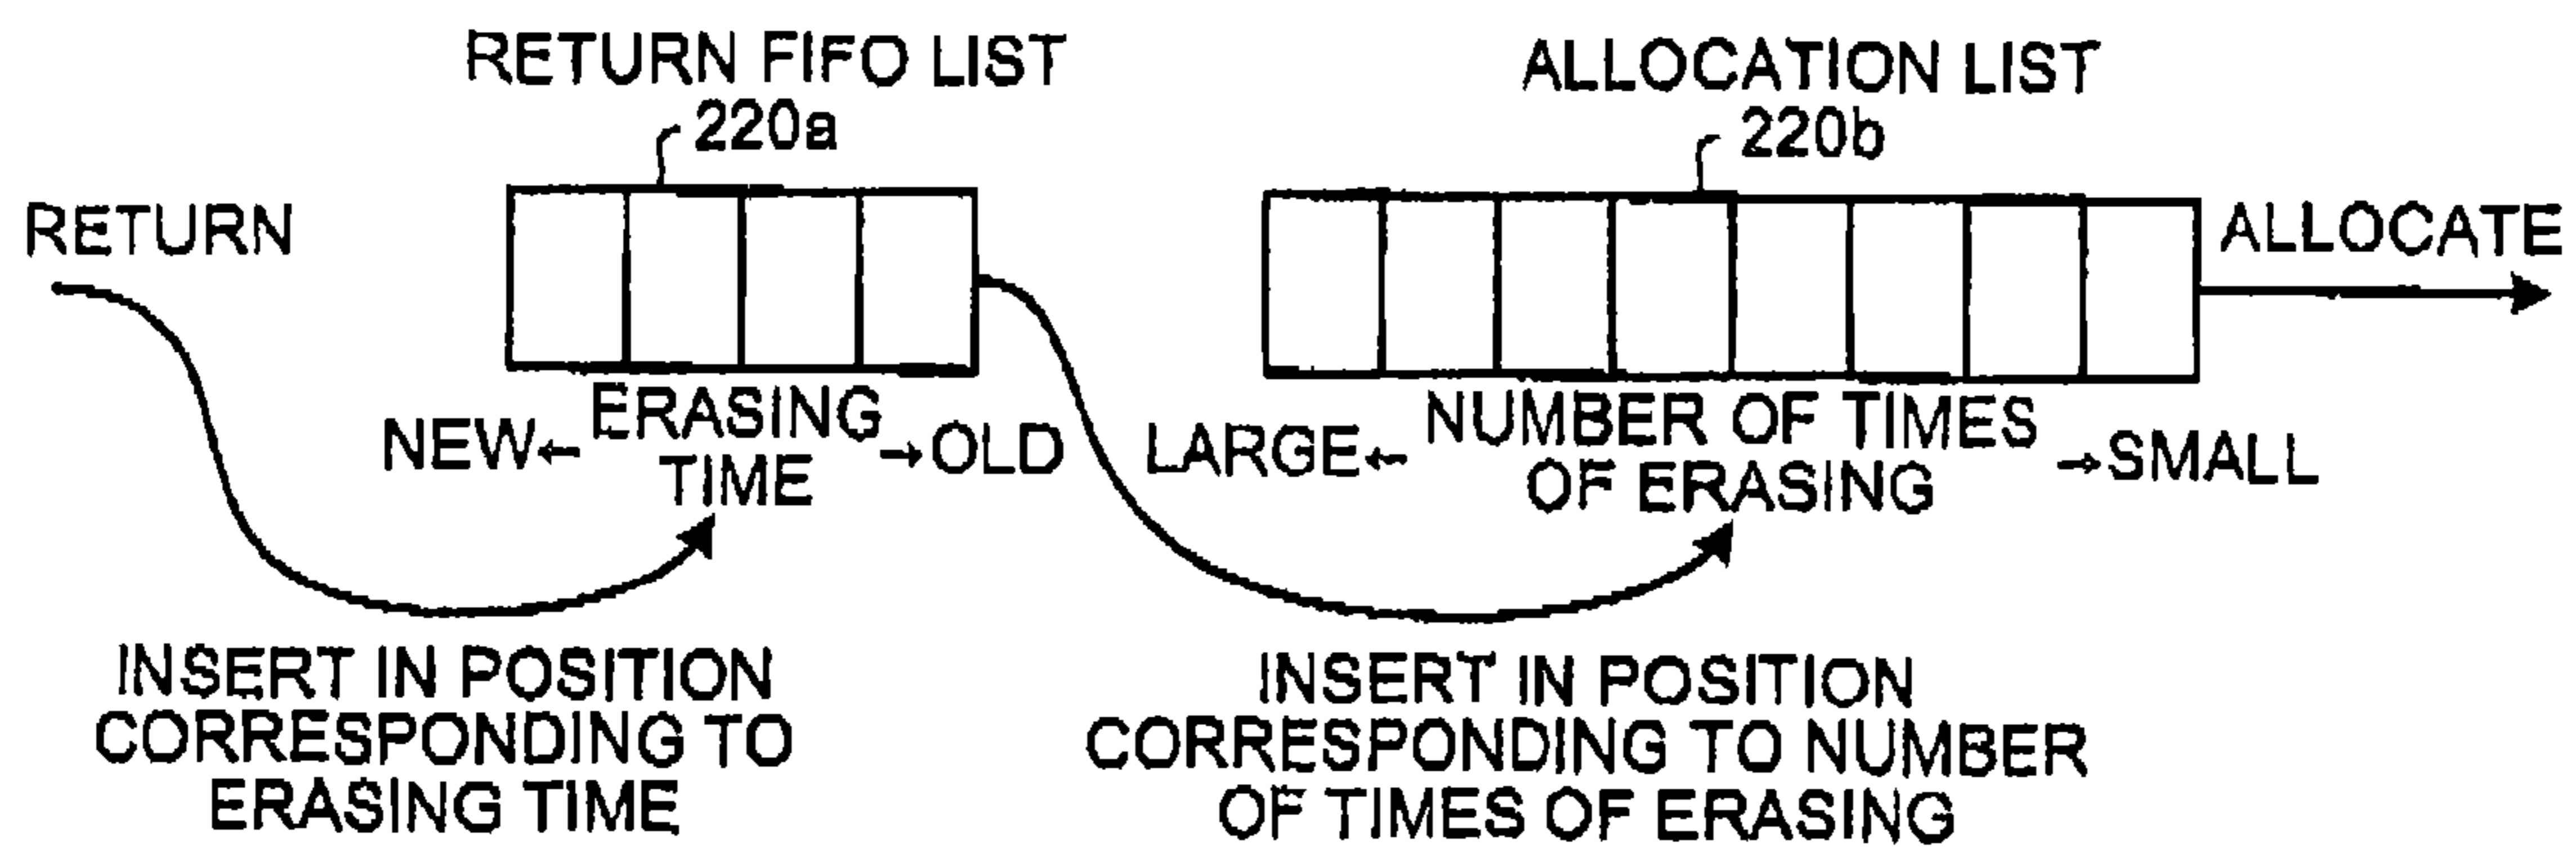 RETURN FIFO LIST
220a
ALLOCATION LIST
220b
RETURN
ALLOCATE
NEW← ERASING TIME →OLD
LARGE← NUMBER OF TIMES OF ERASING →SMALL
INSERT IN POSITION
CORRESPONDING TO
ERASING TIME
INSERT IN POSITION
CORRESPONDING TO NUMBER
OF TIMES OF ERASING